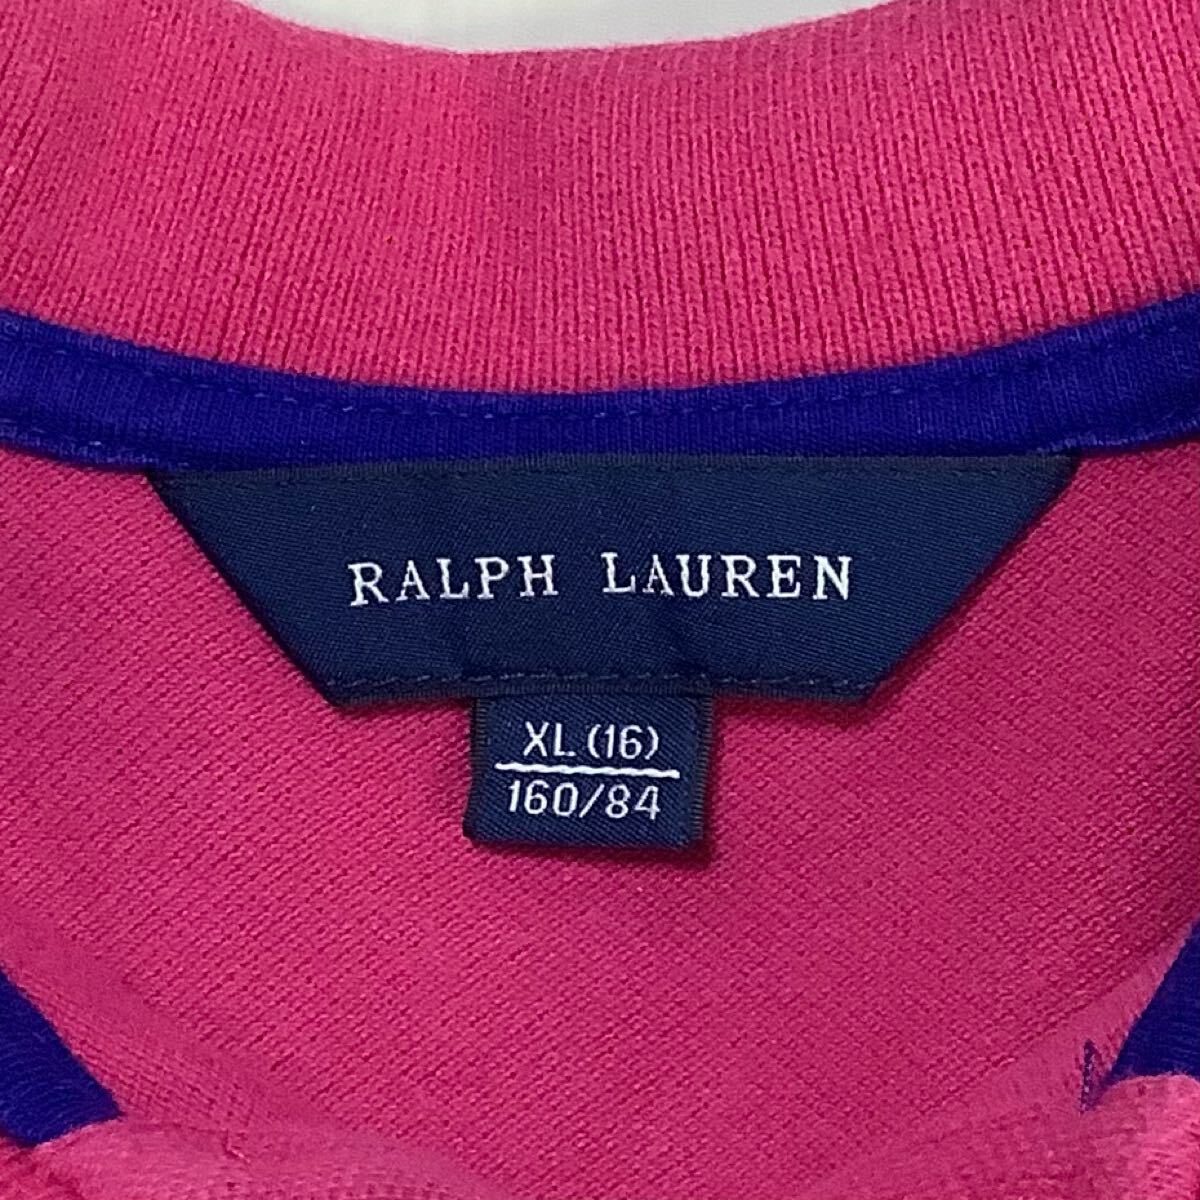 RALPH LAUREN
XL (16)
160/84